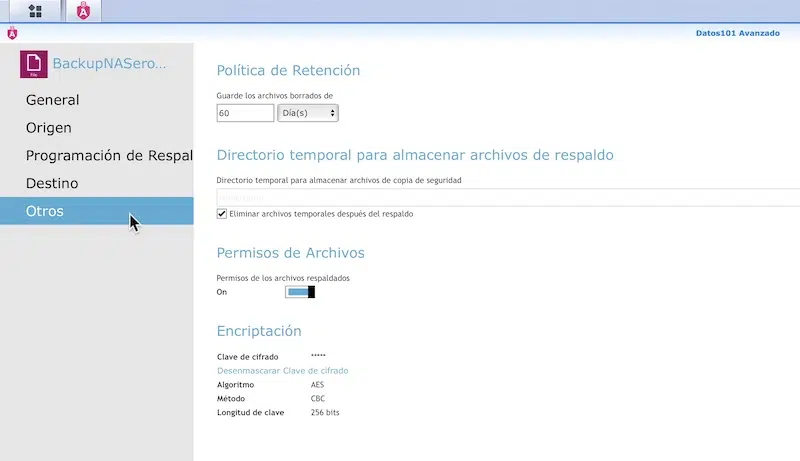 Datos101 Avanzado
BackupNASero...
File
General
Origen
Programación de Respal
Destino
Otros
Política de Retención
Guarde los archivos borrados de
60 Día(s)
Directorio temporal para almacenar archivos de respaldo
Directorio temporal para almacenar archivos de copia de seguridad
Eliminar archivos temporales después del respaldo
Permisos de Archivos
Permisos de los archivos respaldados
On
Encriptación
Clave de cifrado *****
Desenmascarar Clave de cifrado
Algoritmo AES
Método CBC
Longitud de clave 256 bits